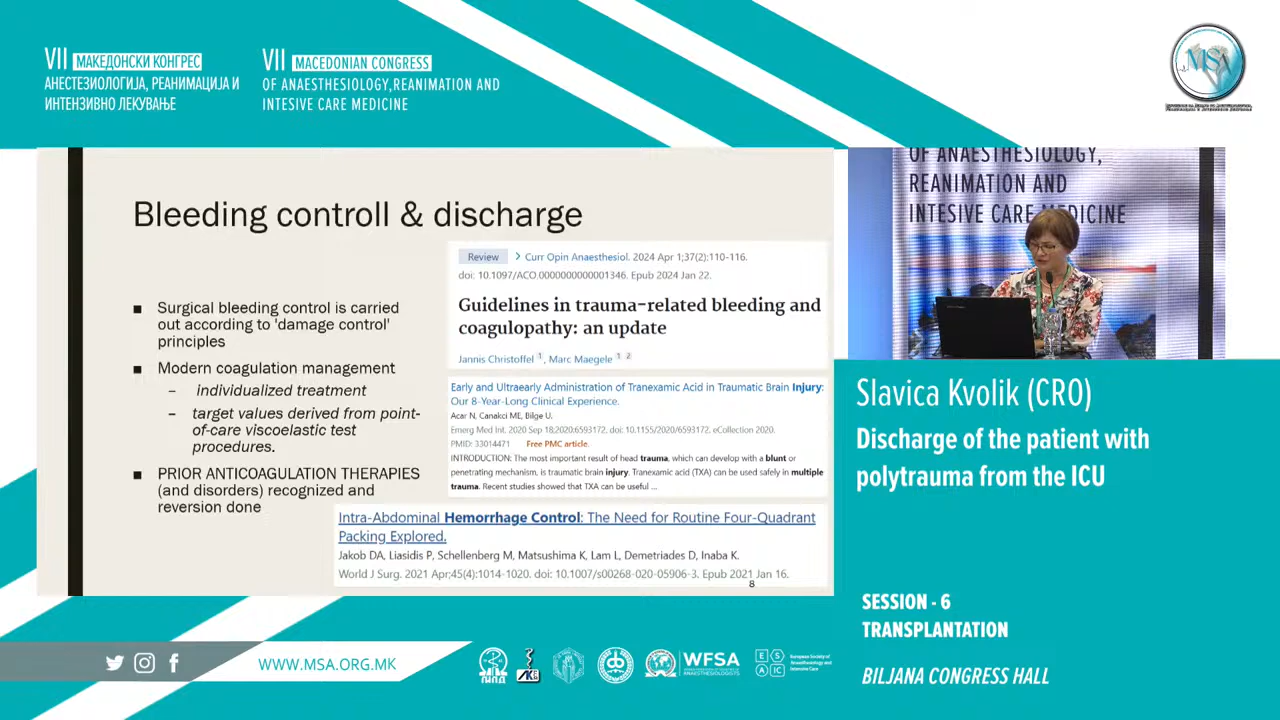 VII МАКЕДОНСКИ КОНГРЕС
АНЕСТЕЗИОЛОГИЈА, РЕАНИМАЦИЈА И
ИНТЕНЗИВНО ЛЕКУВАЊЕ
VII MACEDONIAN CONGRESS
OF ANAESTHESIOLOGY, REANIMATION AND
INTESIVE CARE MEDICINE
MSA
Bleeding controll & discharge
■ Surgical bleeding control is carried
out according to 'damage control'
principles
■ Modern coagulation management
– individualized treatment
– target values derived from point-
of-care viscoelastic test
procedures.
■ PRIOR ANTICOAGULATION THERAPIES
(and disorders) recognized and
reversion done
Review > Curr Opin Anaesthesiol. 2024 Apr 1;37(2):110-116.
doi: 10.1097/ACO.0000000000001346. Epub 2024 Jan 22.
Guidelines in trauma-related bleeding and
coagulopathy: an update
Jannis Christoffel 1, Marc Maegele 1 2
Early and Ultraearly Administration of Tranexamic Acid in Traumatic Brain Injury:
Our 8-Year-Long Clinical Experience.
Acar N, Canakci ME, Bilge U.
Emerg Med Int. 2020 Sep 18;2020:6593172. doi: 10.1155/2020/6593172. eCollection 2020.
PMID: 33014471 Free PMC article.
INTRODUCTION: The most important result of head trauma, which can develop with a blunt or
penetrating mechanism, is traumatic brain injury. Tranexamic acid (TXA) can be used safely in multiple
trauma. Recent studies showed that TXA can be useful ...
Intra-Abdominal Hemorrhage Control: The Need for Routine Four-Quadrant
Packing Explored.
Jakob DA, Liasidis P, Schellenberg M, Matsushima K, Lam L, Demetriades D, Inaba K.
World J Surg. 2021 Apr;45(4):1014-1020. doi: 10.1007/s00268-020-05906-3. Epub 2021 Jan 16.
8
OF ANAESTHESIOLOGY,
REANIMATION AND
INTESIVE CARE MEDICINE
Slavica Kvolik (CRO)
Discharge of the patient with
polytrauma from the ICU
SESSION - 6
TRANSPLANTATION
BILJANA CONGRESS HALL
WWW.MSA.ORG.MK
WFSA
E S
A IC
European Society of
Anaesthesiology and
Intensive Care